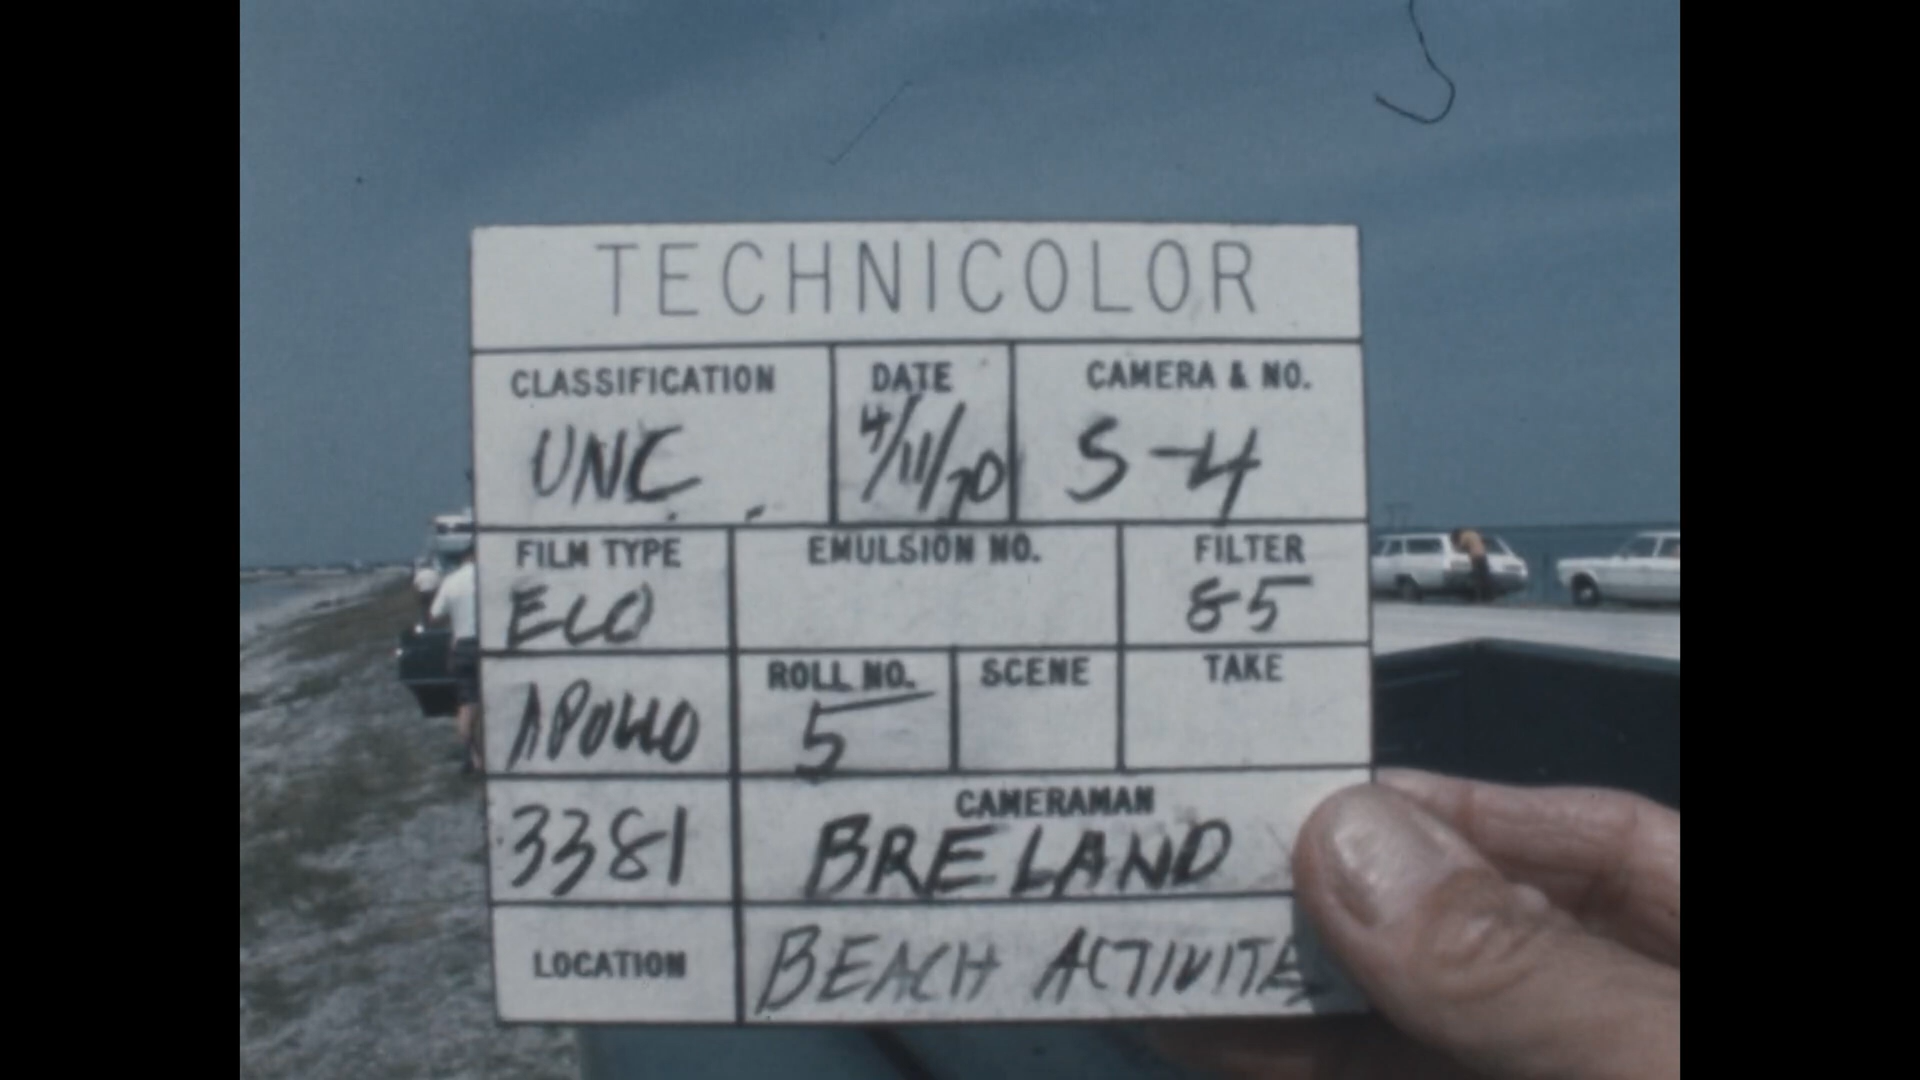 TECHNICOLOR
CLASSIFICATION DATE CAMERA & NO.
UNC 4/11/70 S-4
FILM TYPE EMULSION NO. FILTER
ECO 85
ROLL NO. SCENE TAKE
APOLLO 5
CAMERAMAN
3381 BRELAND
LOCATION BEACH